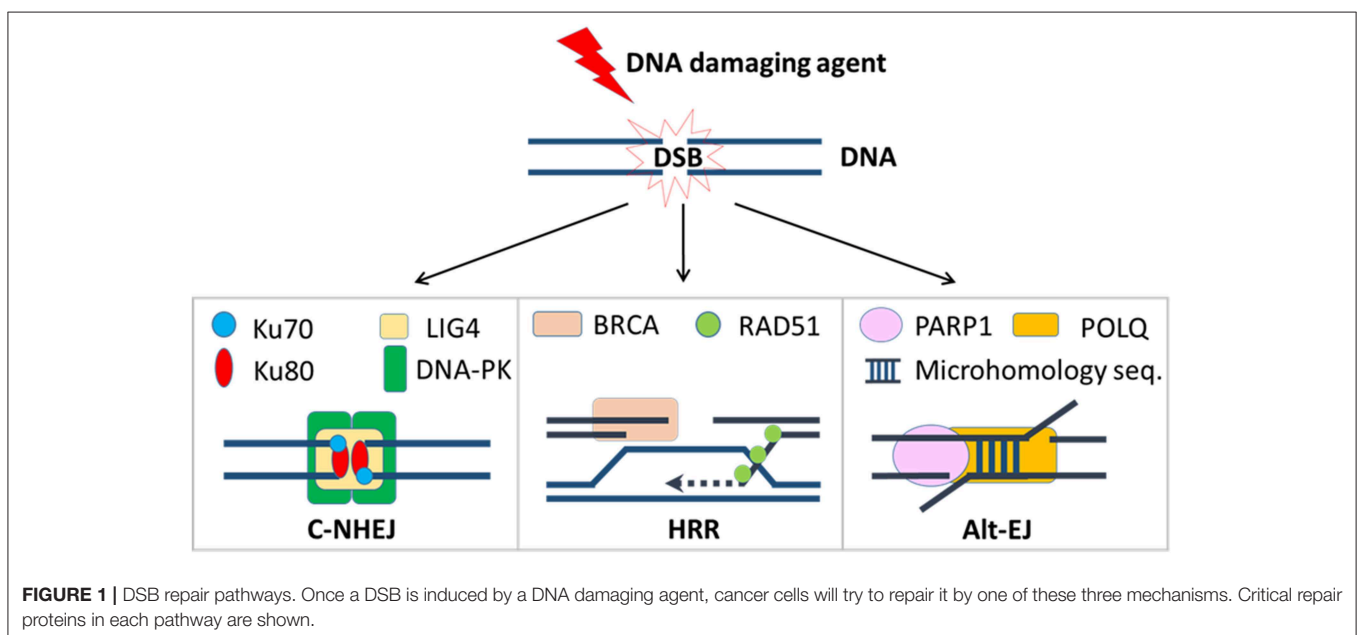 DNA damaging agent
DSB
DNA
Ku70
LIG4
Ku80
DNA-PK
C-NHEJ
BRCA
RAD51
HRR
PARP1
POLQ
Microhomology seq.
Alt-EJ
FIGURE 1 | DSB repair pathways. Once a DSB is induced by a DNA damaging agent, cancer cells will try to repair it by one of these three mechanisms. Critical repair
proteins in each pathway are shown.